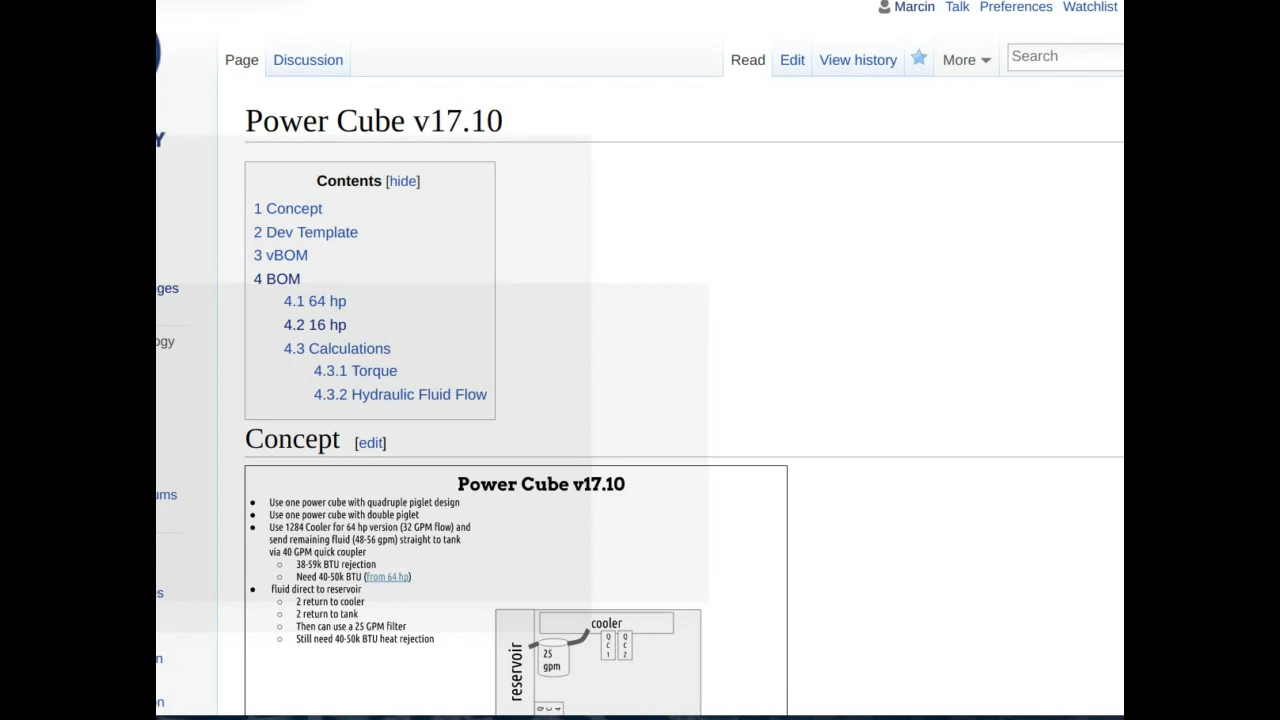 Marcin Talk Preferences Watchlist
Page Discussion Read Edit View history More Search
Y
Power Cube v17.10
Contents [hide]
1 Concept
2 Dev Template
3 vBOM
4 BOM
4.1 64 hp
4.2 16 hp
4.3 Calculations
4.3.1 Torque
4.3.2 Hydraulic Fluid Flow
ges
ogy
ums
es
n
on
Concept [edit]
Power Cube v17.10
● Use one power cube with quadruple piglet design
● Use one power cube with double piglet
● Use 1284 Cooler for 64 hp version (32 GPM flow) and
send remaining fluid (48-56 gpm) straight to tank
via 40 GPM quick coupler
○ 38-59k BTU rejection
○ Need 40-50k BTU (from 64 hp)
● fluid direct to reservoir
○ 2 return to cooler
○ 2 return to tank
○ Then can use a 25 GPM filter
○ Still need 40-50k BTU heat rejection
cooler
reservoir
25
gpm
QC1
QC2